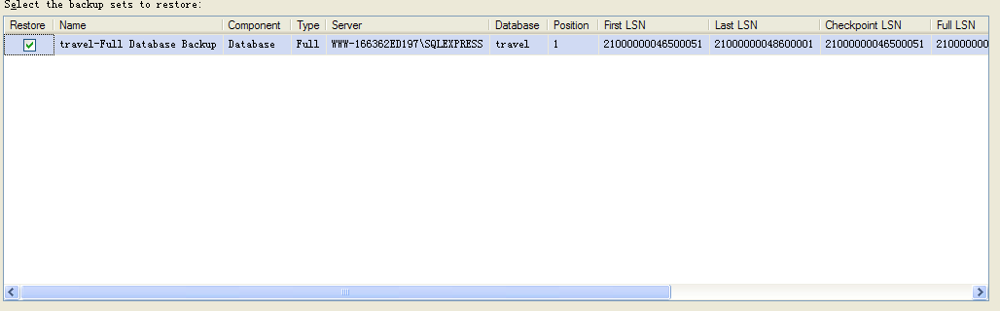 Select the backup sets to restore:
Restore Name Component Type Server Database Position First LSN Last LSN Checkpoint LSN Full LSN
travel-Full Database Backup Database Full WWW-166362ED197\SQLEXPRESS travel 1 21000000046500051 21000000048600001 21000000046500051 210000000